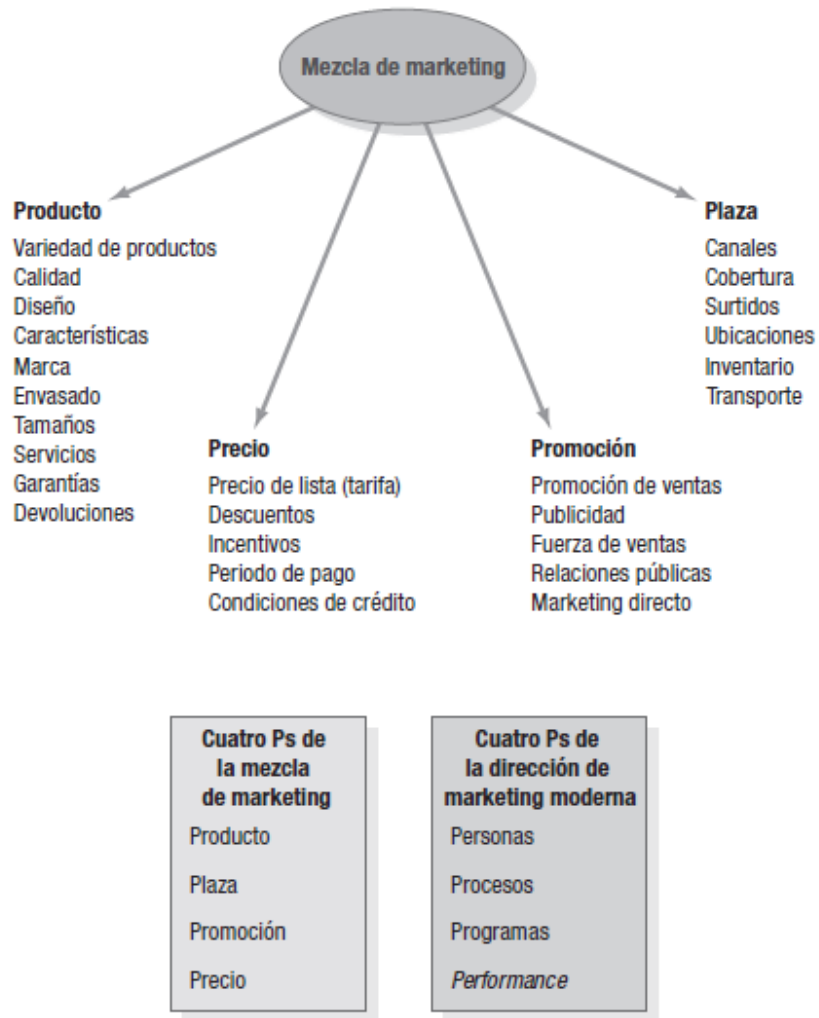 Mezcla de marketing
Producto
Variedad de productos
Calidad
Diseño
Características
Marca
Envasado
Tamaños
Servicios
Garantías
Devoluciones
Precio
Precio de lista (tarifa)
Descuentos
Incentivos
Periodo de pago
Condiciones de crédito
Promoción
Promoción de ventas
Publicidad
Fuerza de ventas
Relaciones públicas
Marketing directo
Plaza
Canales
Cobertura
Surtidos
Ubicaciones
Inventario
Transporte
Cuatro Ps de
la mezcla
de marketing
Producto
Plaza
Promoción
Precio
Cuatro Ps de
la dirección de
marketing moderna
Personas
Procesos
Programas
Performance